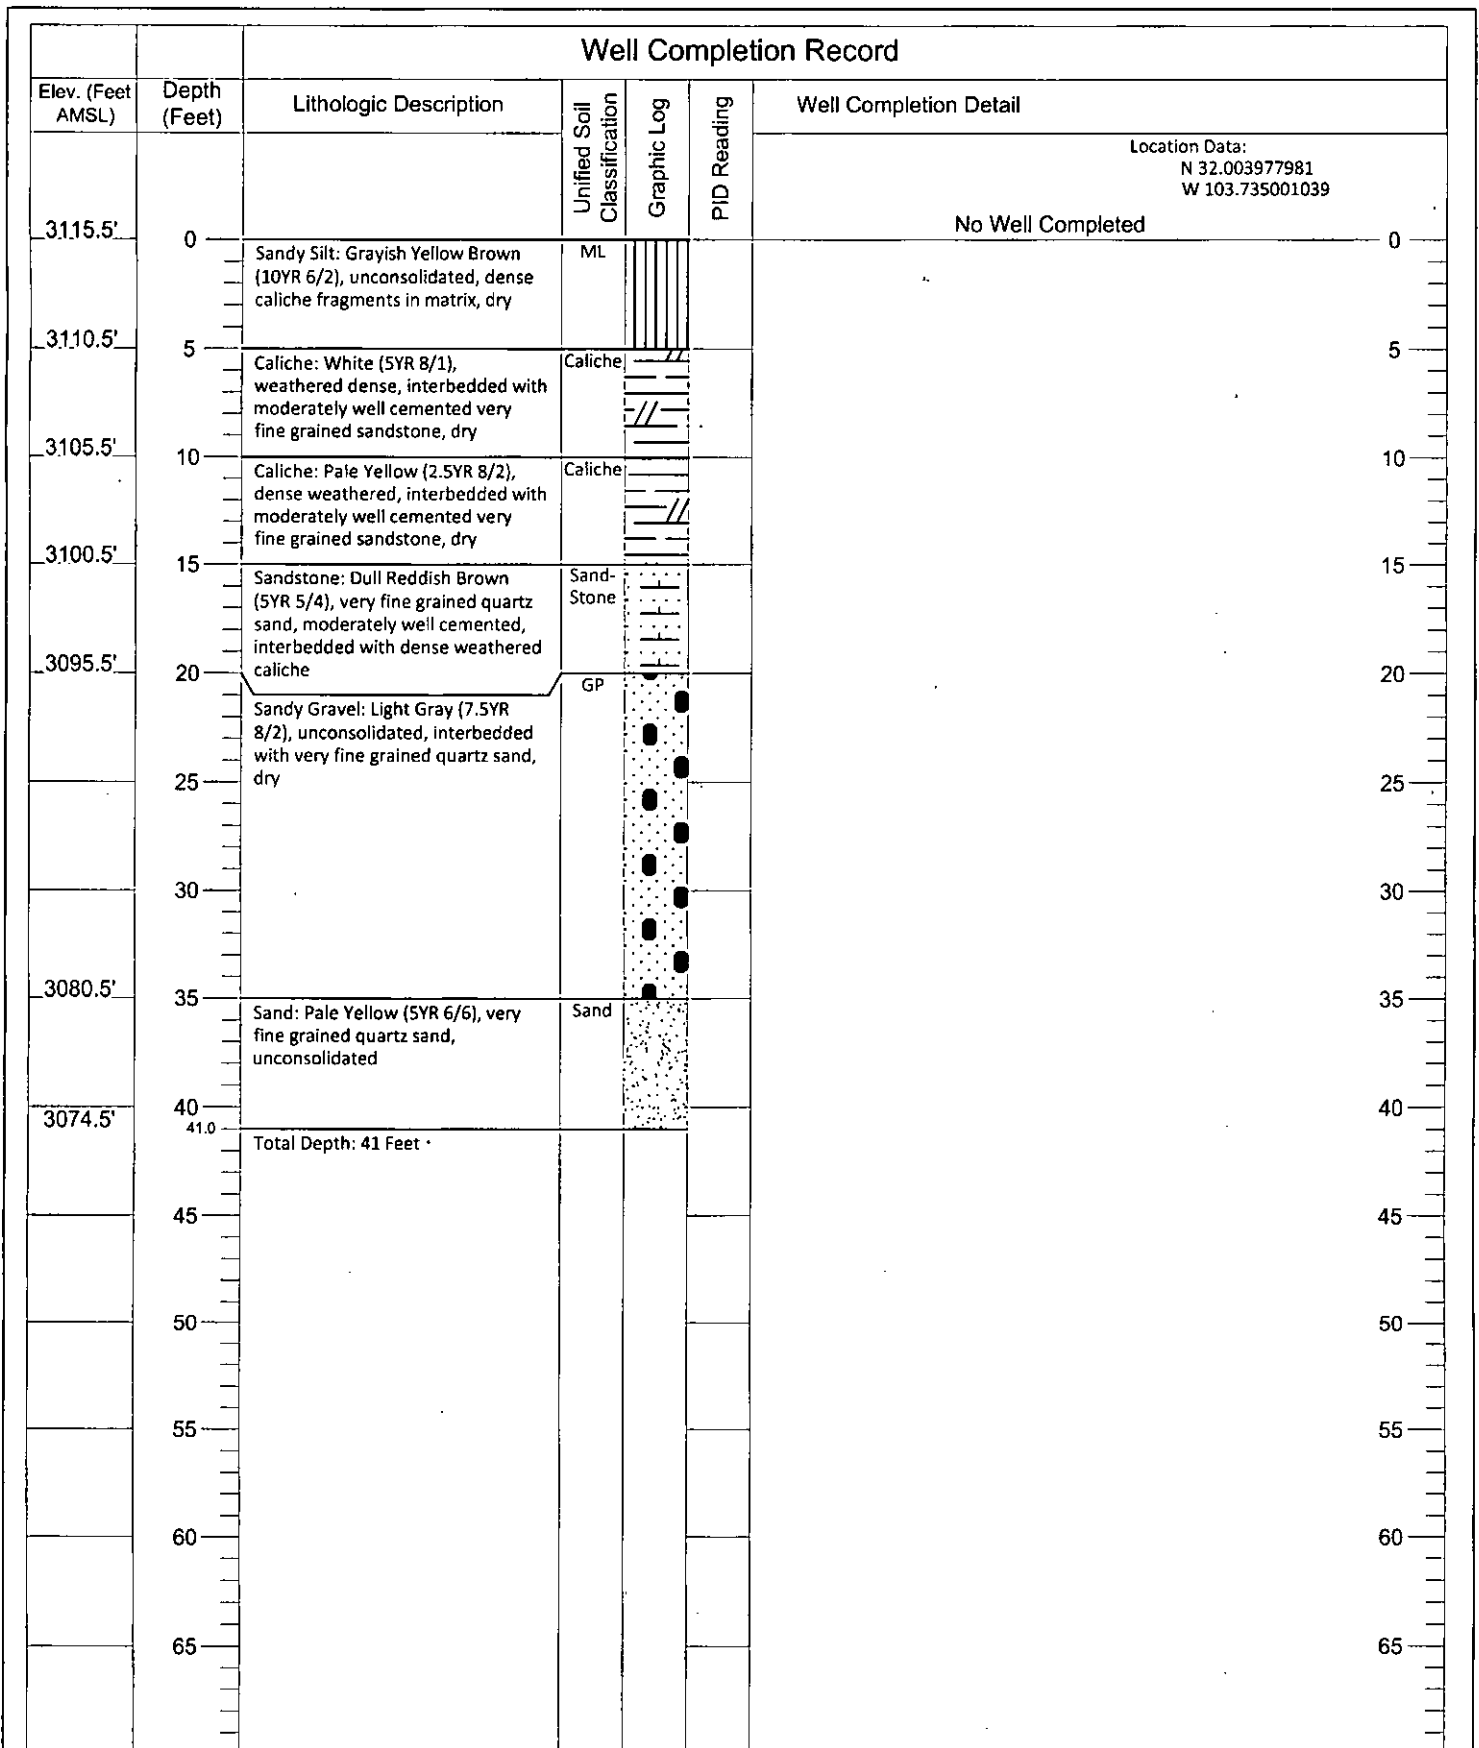 Well Completion Record
Elev. (Feet
AMSL)
Depth
(Feet)
Lithologic Description
Unified Soil
Classification
Graphic Log
PID Reading
Well Completion Detail
Location Data:
N 32.003977981
W 103.735001039
No Well Completed
3115.5'
0
0
Sandy Silt: Grayish Yellow Brown
(10YR 6/2), unconsolidated, dense
caliche fragments in matrix, dry
ML
3110.5'
5
5
Caliche: White (5YR 8/1),
weathered dense, interbedded with
moderately well cemented very
fine grained sandstone, dry
Caliche
3105.5'
10
10
Caliche: Pale Yellow (2.5YR 8/2),
dense weathered, interbedded with
moderately well cemented very
fine grained sandstone, dry
Caliche
3100.5'
15
15
Sandstone: Dull Reddish Brown
(5YR 5/4), very fine grained quartz
sand, moderately well cemented,
interbedded with dense weathered
caliche
Sand-
Stone
3095.5'
20
20
GP
Sandy Gravel: Light Gray (7.5YR
8/2), unconsolidated, interbedded
with very fine grained quartz sand,
dry
25
25
30
30
3080.5'
35
35
Sand: Pale Yellow (5YR 6/6), very
fine grained quartz sand,
unconsolidated
Sand
40
40
3074.5'
41.0
Total Depth: 41 Feet
45
45
50
50
55
55
60
60
65
65